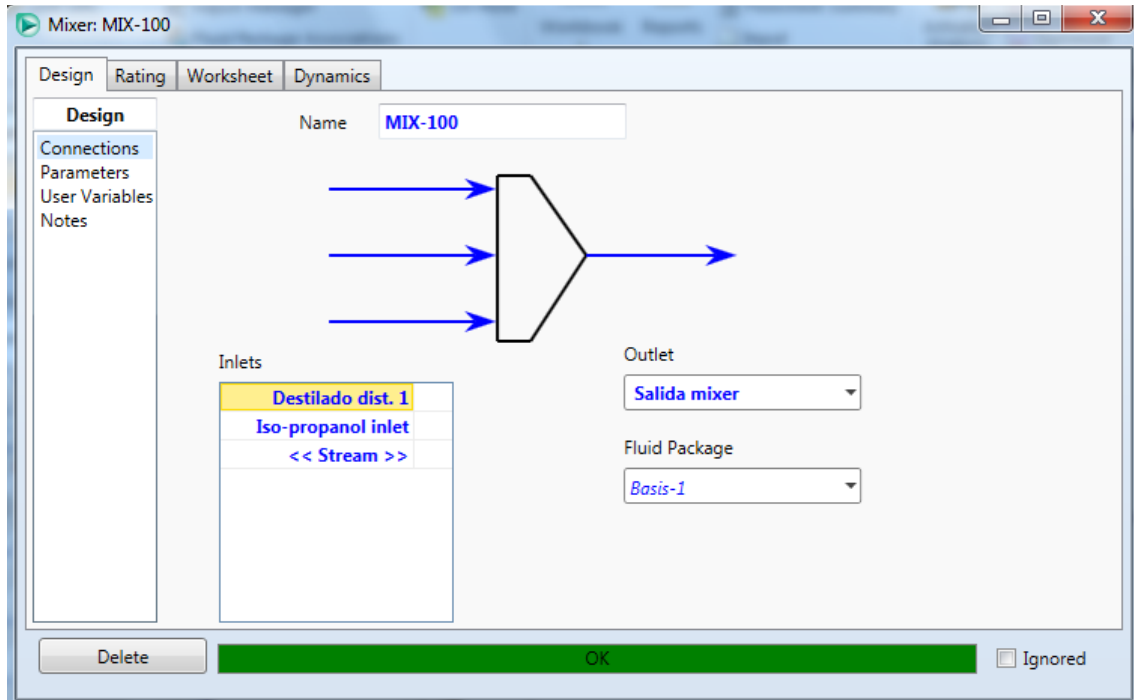 Mixer: MIX-100
Design Rating Worksheet Dynamics
Design
Connections
Parameters
User Variables
Notes
Name MIX-100
Inlets
Destilado dist. 1
Iso-propanol inlet
<< Stream >>
Outlet
Salida mixer
Fluid Package
Basis-1
Delete OK Ignored